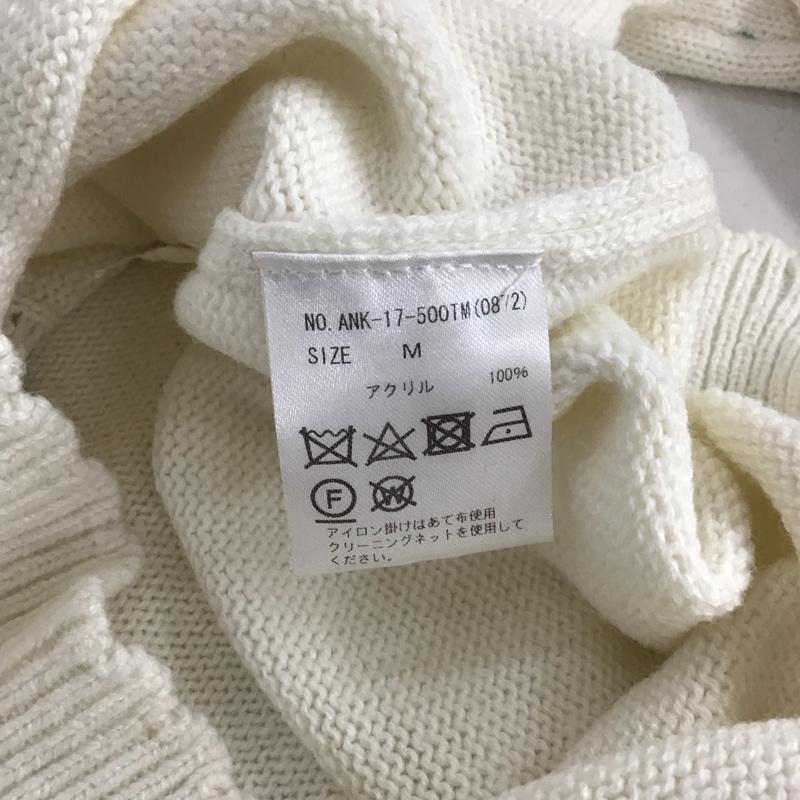 NO. ANK-17-500TM(08'/2)
SIZE M
アクリル 100%
F W
アイロン掛けはあて布使用
クリーニングネットを使用して
ください。